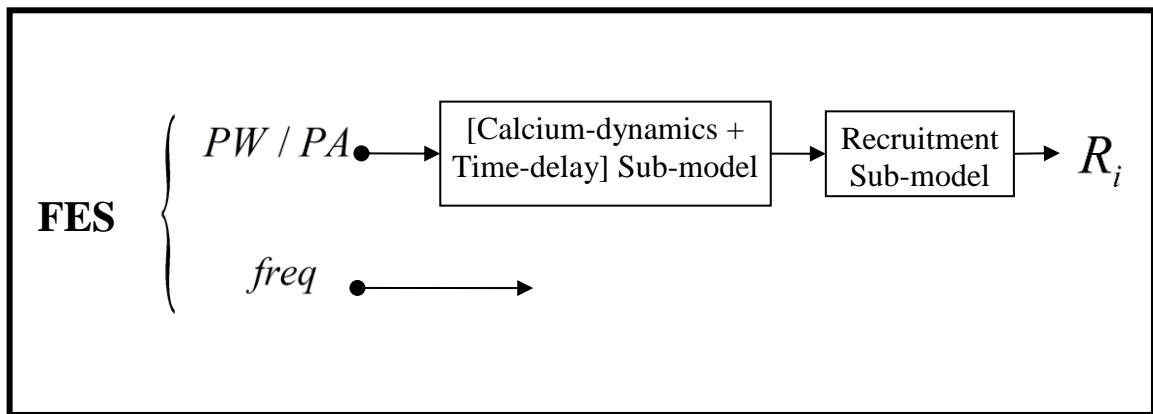 PW / PA
[Calcium-dynamics +
Time-delay] Sub-model
Recruitment
Sub-model
R_i
FES
freq